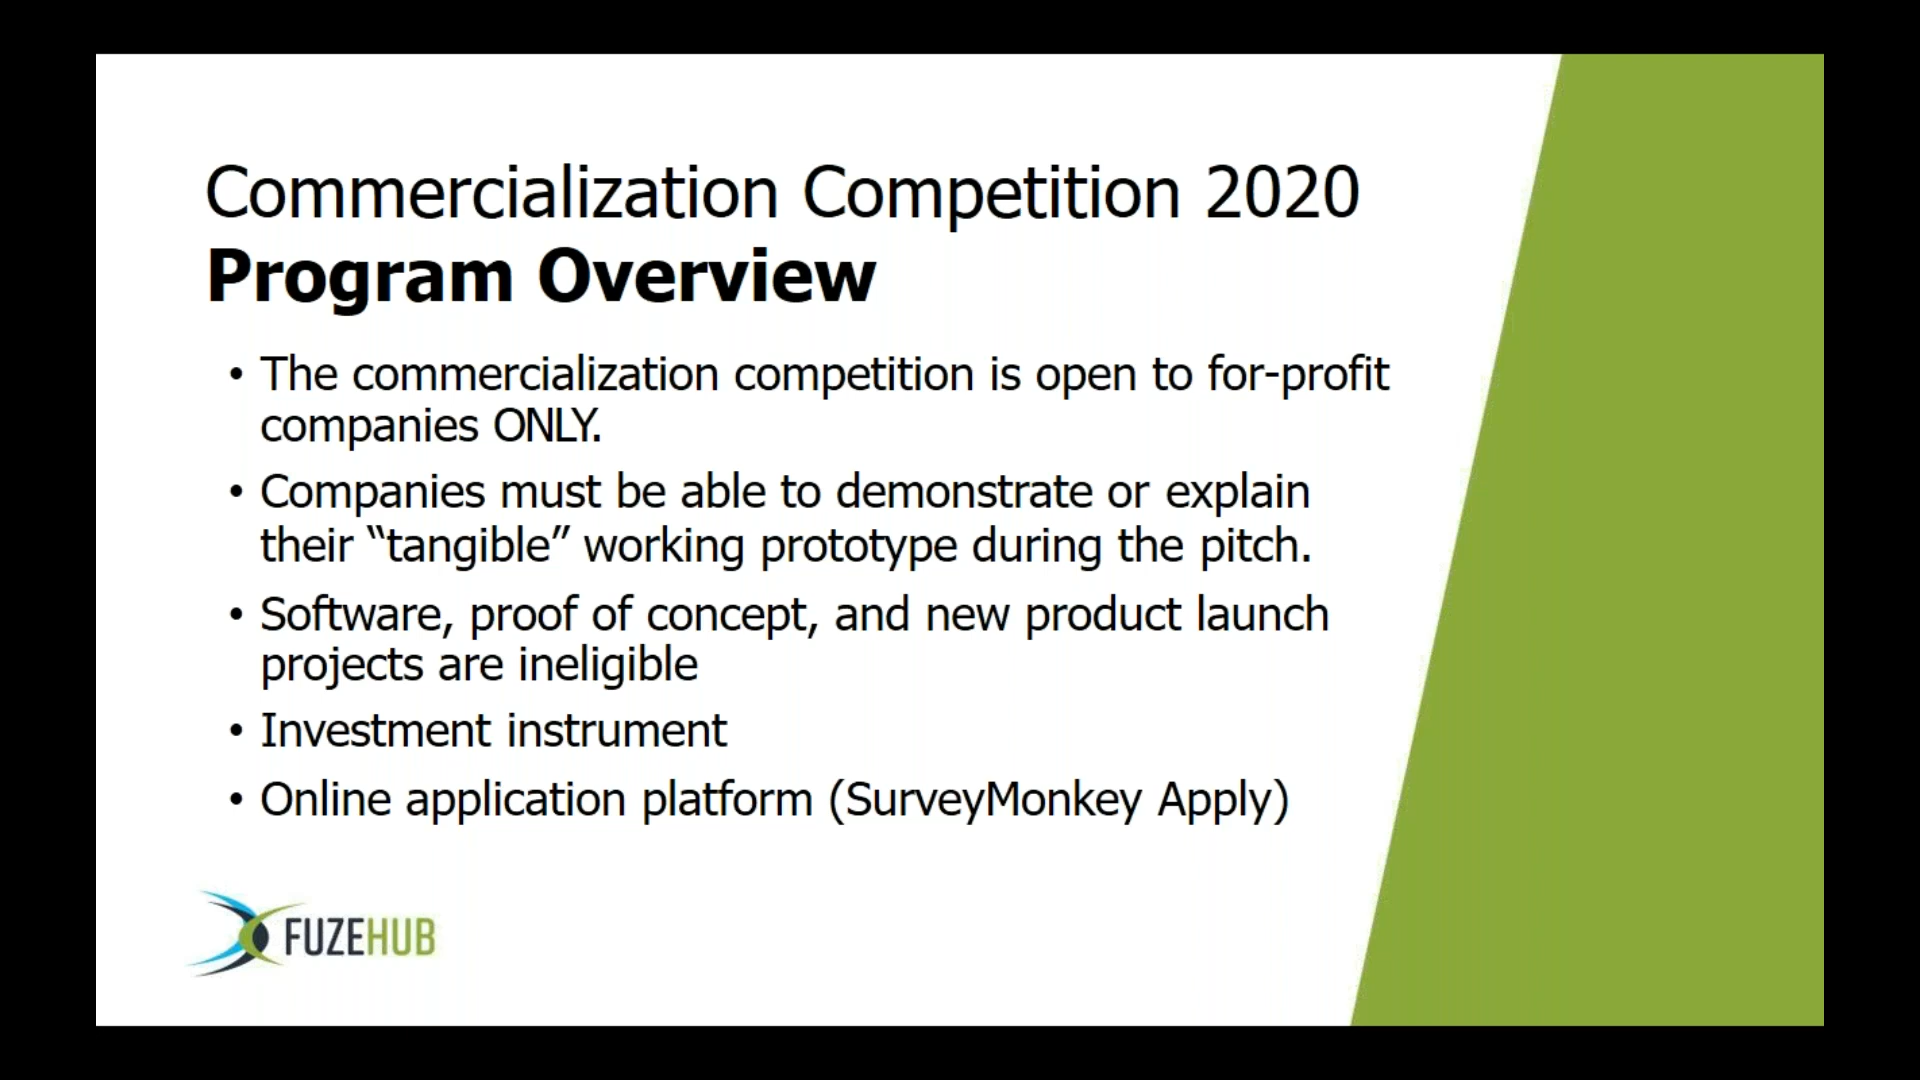 Commercialization Competition 2020
Program Overview
• The commercialization competition is open to for-profit
companies ONLY.
• Companies must be able to demonstrate or explain
their “tangible” working prototype during the pitch.
• Software, proof of concept, and new product launch
projects are ineligible
• Investment instrument
• Online application platform (SurveyMonkey Apply)
FUZEHUB